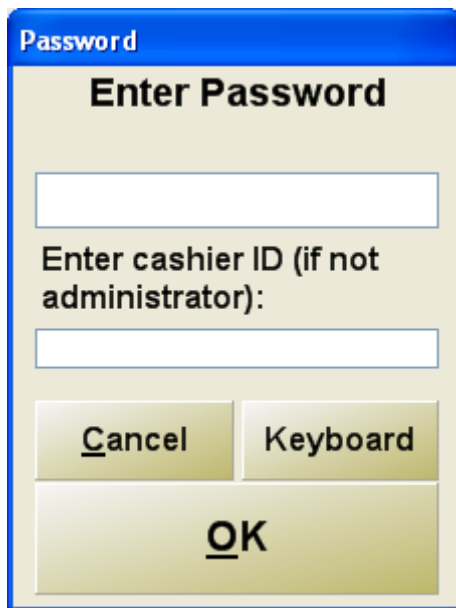 Password
Enter Password
Enter cashier ID (if not
administrator):
Cancel
Keyboard
OK